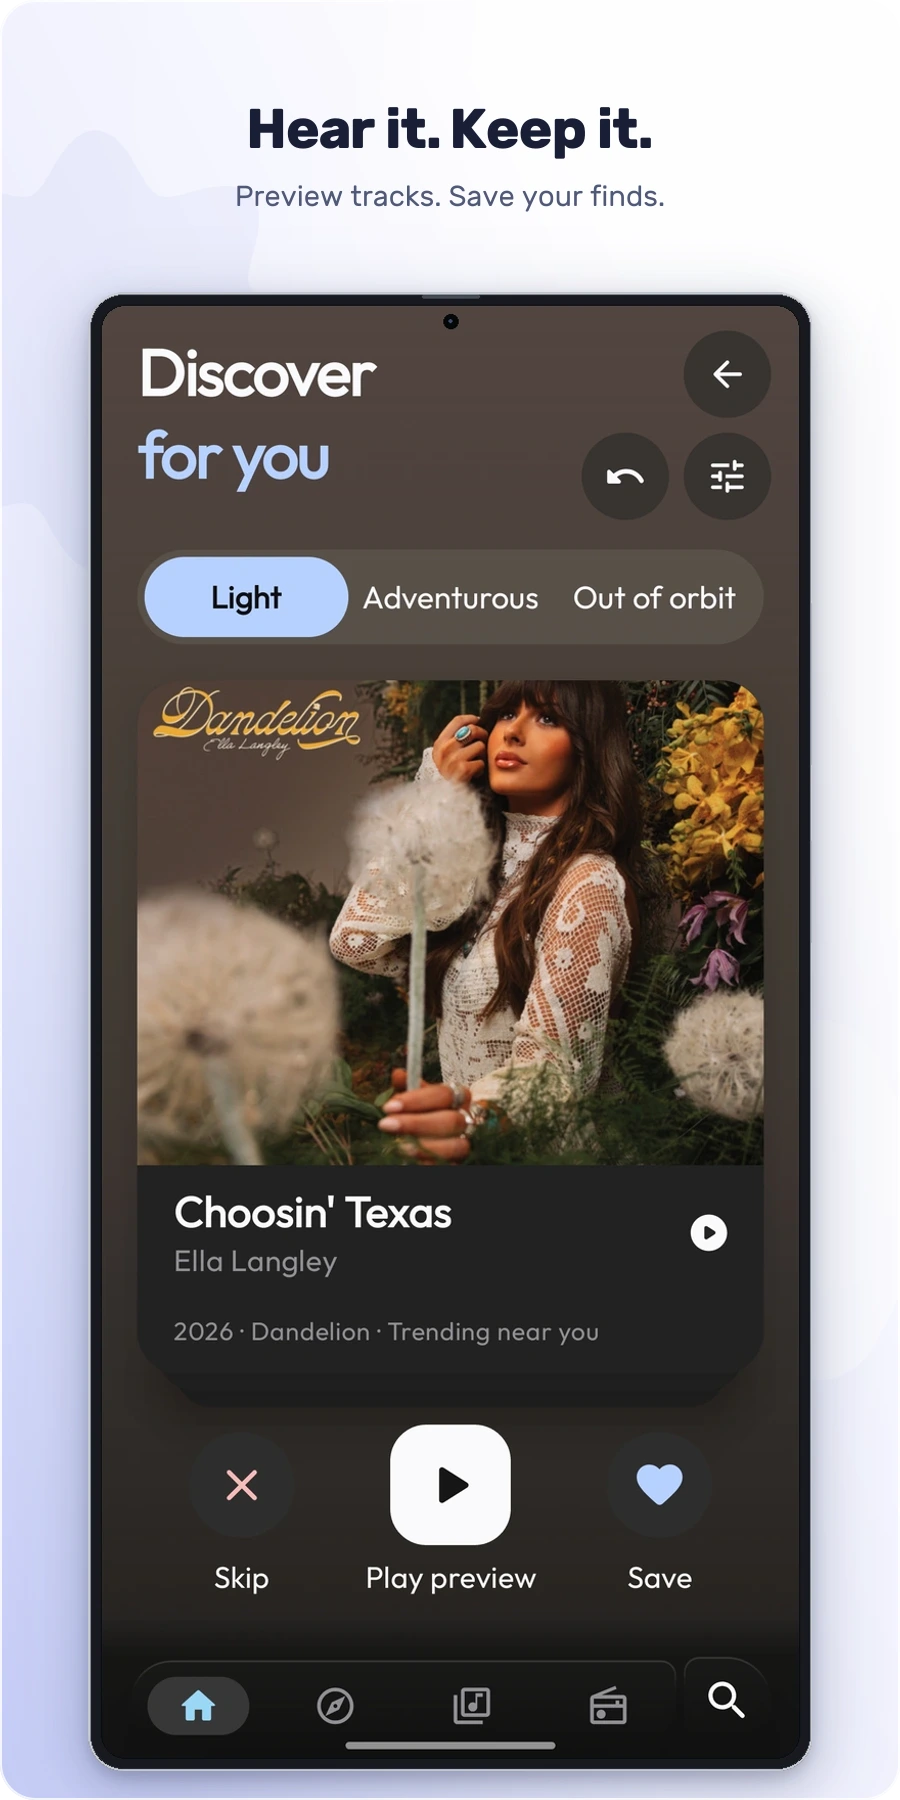 Hear it. Keep it.
Preview tracks. Save your finds.
Discover
for you
Light Adventurous Out of orbit
Dandelion
Ella Langley
Choosin' Texas
Ella Langley
2026 · Dandelion · Trending near you
Skip Play preview Save